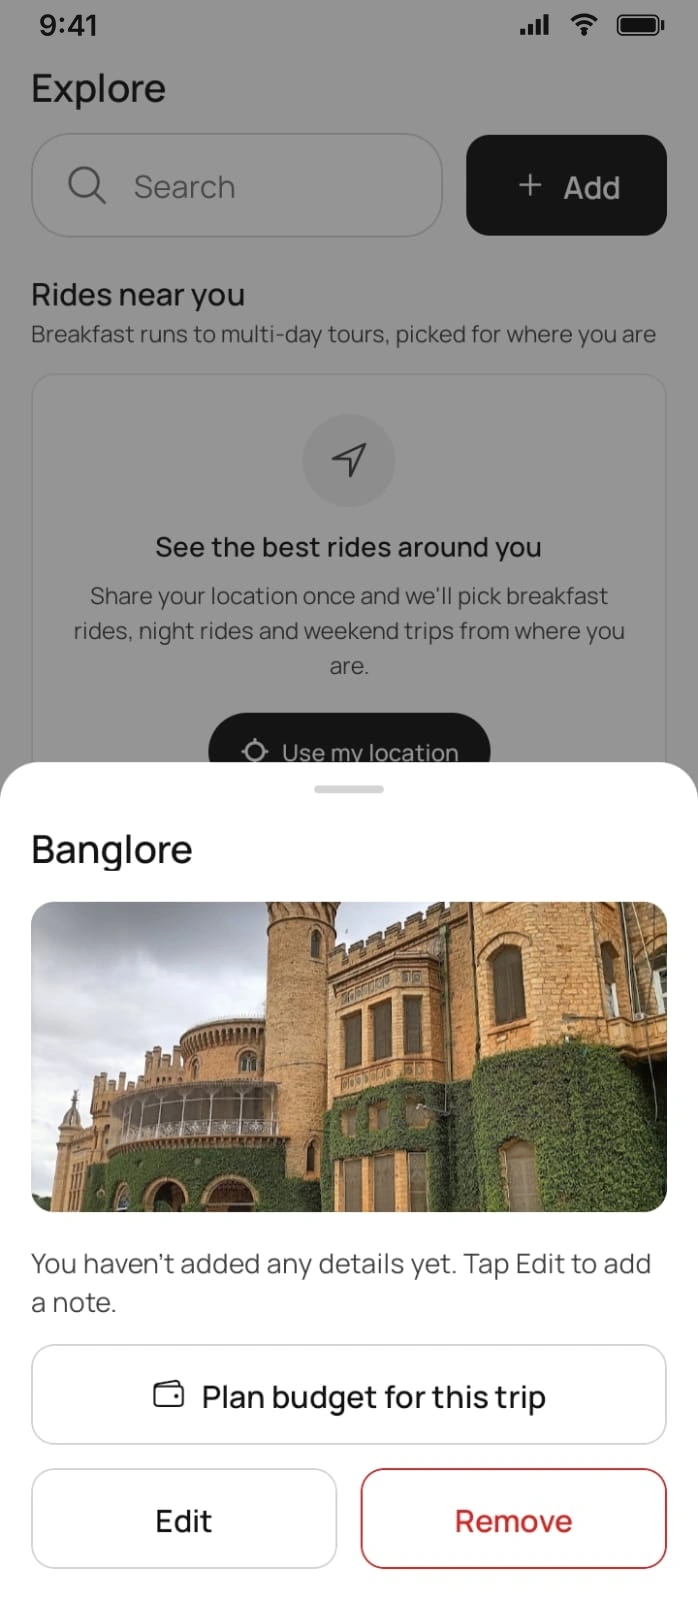 9:41
Explore
Search
+ Add
Rides near you
Breakfast runs to multi-day tours, picked for where you are
See the best rides around you
Share your location once and we'll pick breakfast
rides, night rides and weekend trips from where you
are.
Use my location
Banglore
You haven’t added any details yet. Tap Edit to add
a note.
Plan budget for this trip
Edit
Remove